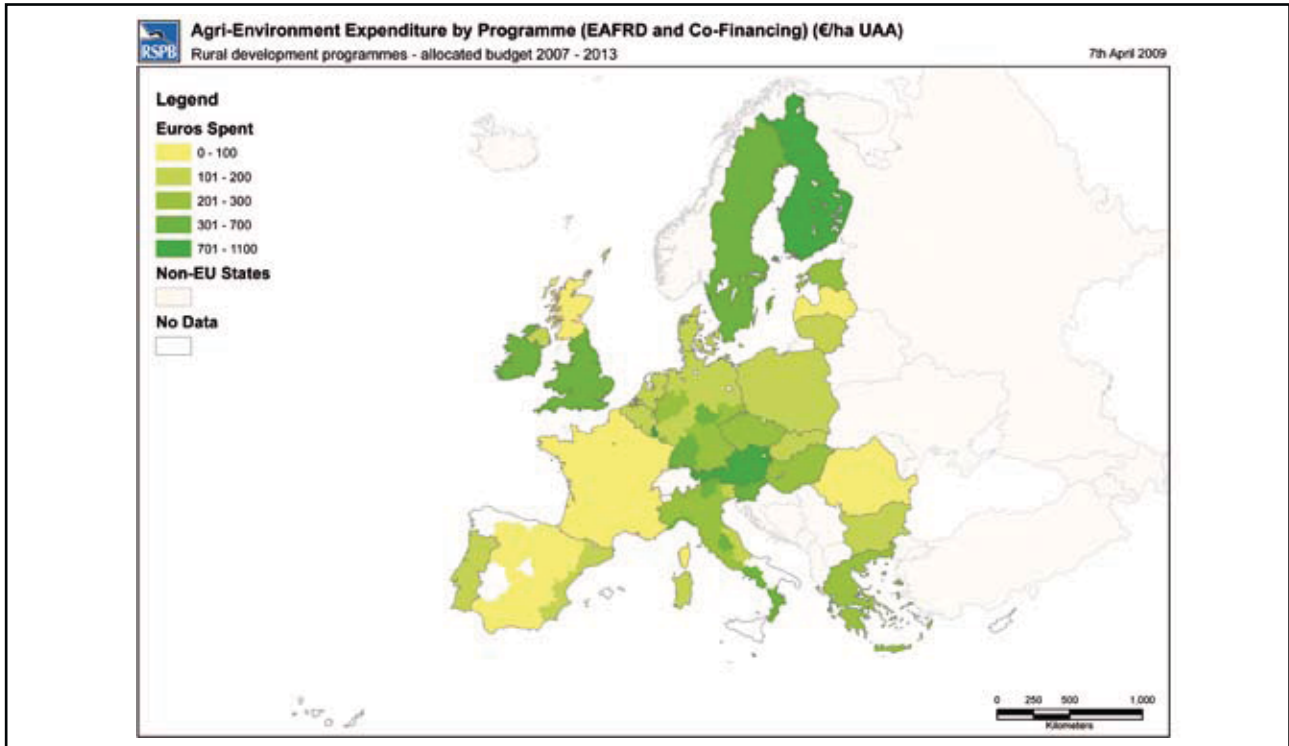 RSPB
Agri-Environment Expenditure by Programme (EAFRD and Co-Financing) (€/ha UAA)
Rural development programmes - allocated budget 2007 - 2013
7th April 2009
Legend
Euros Spent
0 - 100
101 - 200
201 - 300
301 - 700
701 - 1100
Non-EU States
No Data
0 250 500 1,000
Kilometers